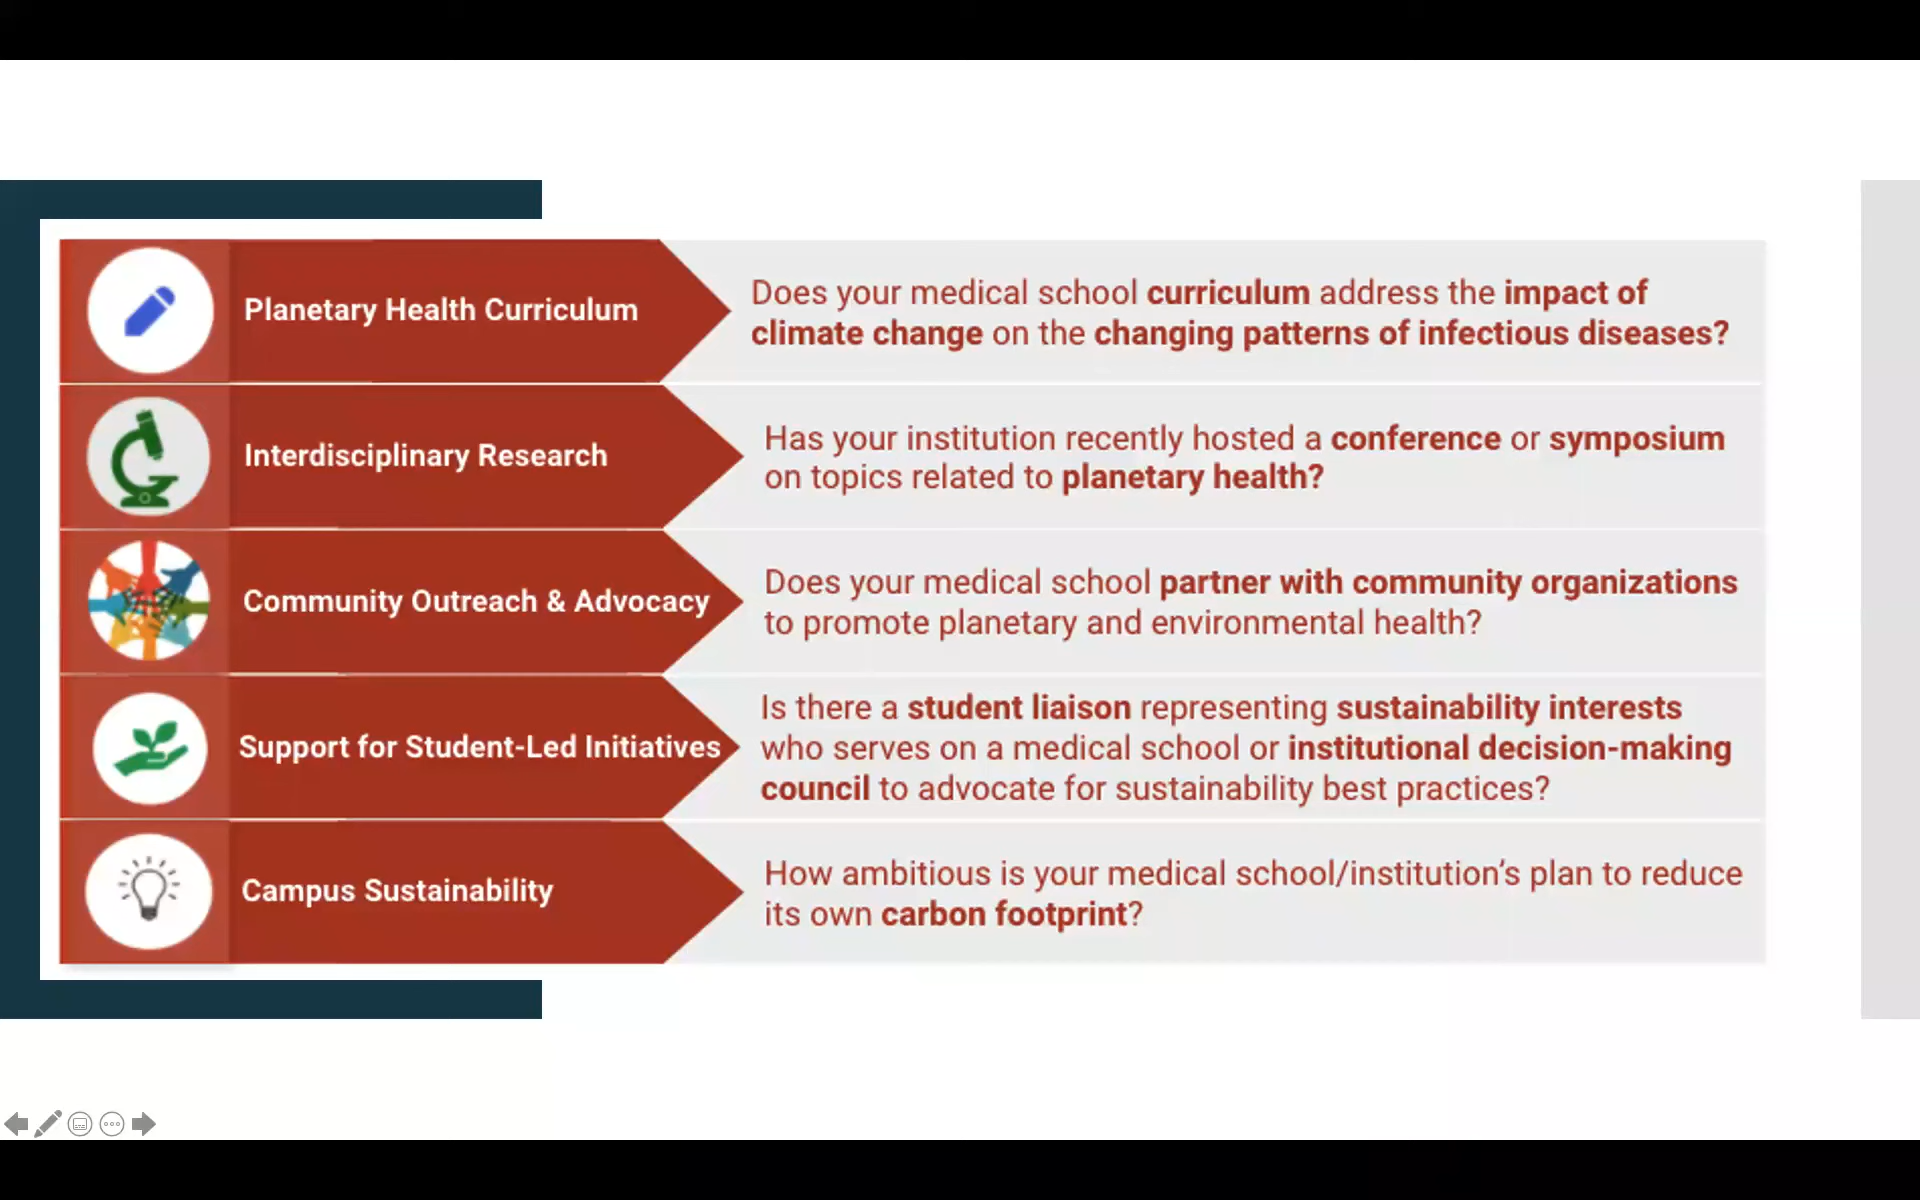 Planetary Health Curriculum
Does your medical school curriculum address the impact of
climate change on the changing patterns of infectious diseases?
Interdisciplinary Research
Has your institution recently hosted a conference or symposium
on topics related to planetary health?
Community Outreach & Advocacy
Does your medical school partner with community organizations
to promote planetary and environmental health?
Support for Student-Led Initiatives
Is there a student liaison representing sustainability interests
who serves on a medical school or institutional decision-making
council to advocate for sustainability best practices?
Campus Sustainability
How ambitious is your medical school/institution’s plan to reduce
its own carbon footprint?